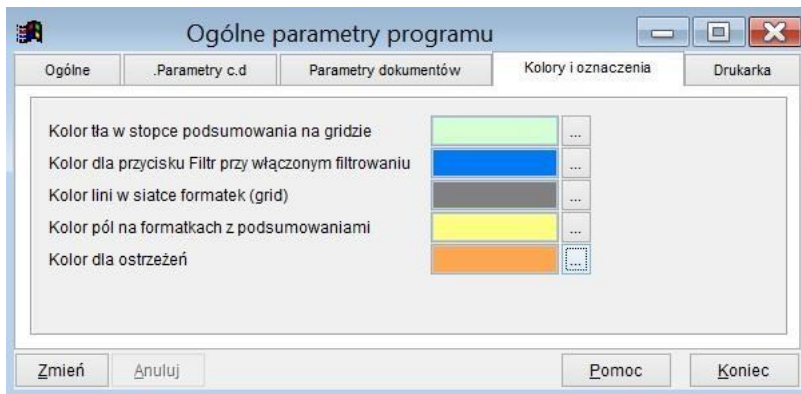 Ogólne parametry programu
Ogólne .Parametry c.d Parametry dokumentów Kolory i oznaczenia Drukarka
Kolor tła w stopce podsumowania na gridzie ...
Kolor dla przycisku Filtr przy włączonym filtrowaniu ...
Kolor lini w siatce formatek (grid) ...
Kolor pól na formatkach z podsumowaniami ...
Kolor dla ostrzeżeń ...
Zmień Anuluj Pomoc Koniec